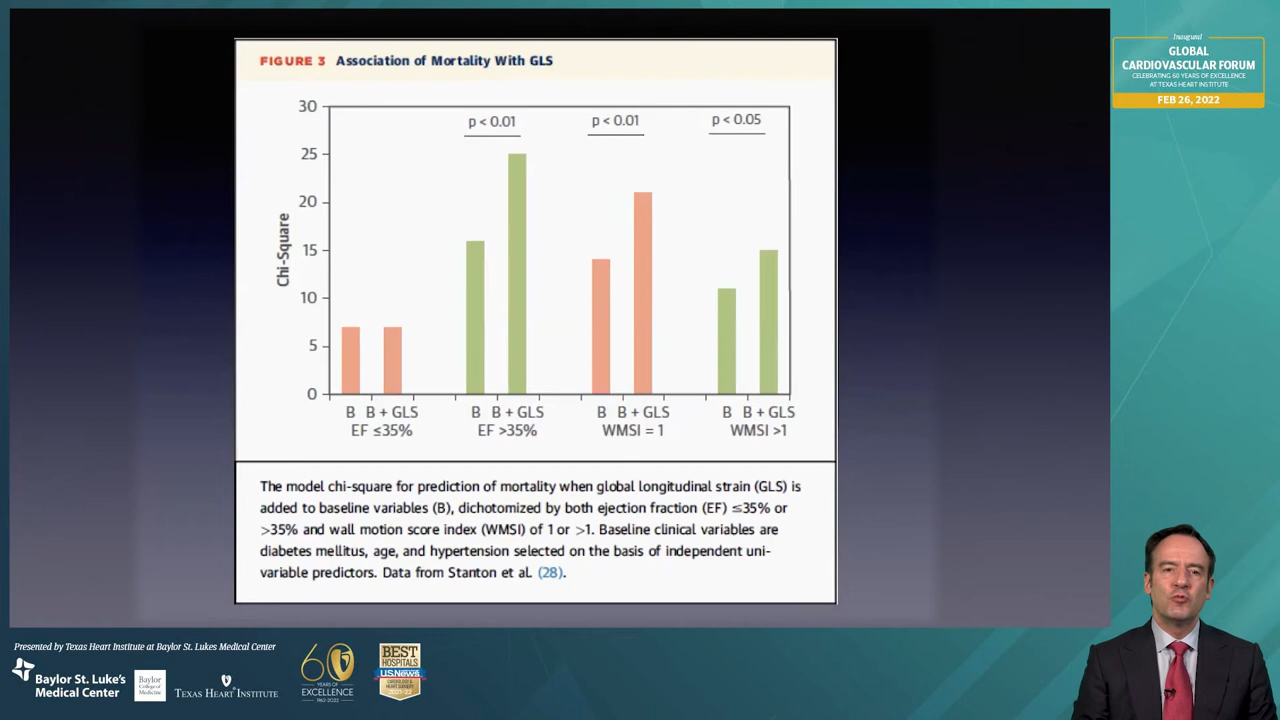 FIGURE 3 Association of Mortality With GLS
30
25
20
15
10
5
0
Chi-Square
p < 0.01
p < 0.01
p < 0.05
B B + GLS
EF ≤35%
B B + GLS
EF >35%
B B + GLS
WMSI = 1
B B + GLS
WMSI >1
The model chi-square for prediction of mortality when global longitudinal strain (GLS) is
added to baseline variables (B), dichotomized by both ejection fraction (EF) ≤35% or
>35% and wall motion score index (WMSI) of 1 or >1. Baseline clinical variables are
diabetes mellitus, age, and hypertension selected on the basis of independent uni-
variable predictors. Data from Stanton et al. (28).
Inaugural
GLOBAL
CARDIOVASCULAR FORUM
CELEBRATING 60 YEARS OF EXCELLENCE
AT TEXAS HEART INSTITUTE
FEB 26, 2022
Presented by Texas Heart Institute at Baylor St. Lukes Medical Center
Baylor St. Luke's
Medical Center
Baylor
College of
Medicine
TEXAS HEART INSTITUTE
60
YEARS OF
EXCELLENCE
1962-2022
BEST
HOSPITALS
U.S.News